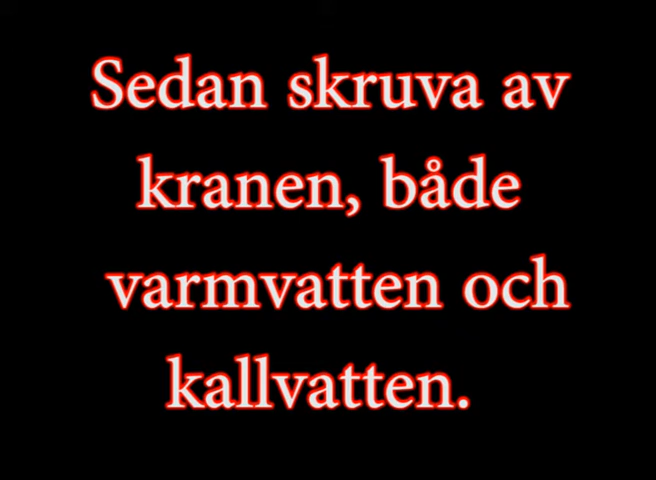 Sedan skruva av
kranen, både
varmvatten och
kallvatten.